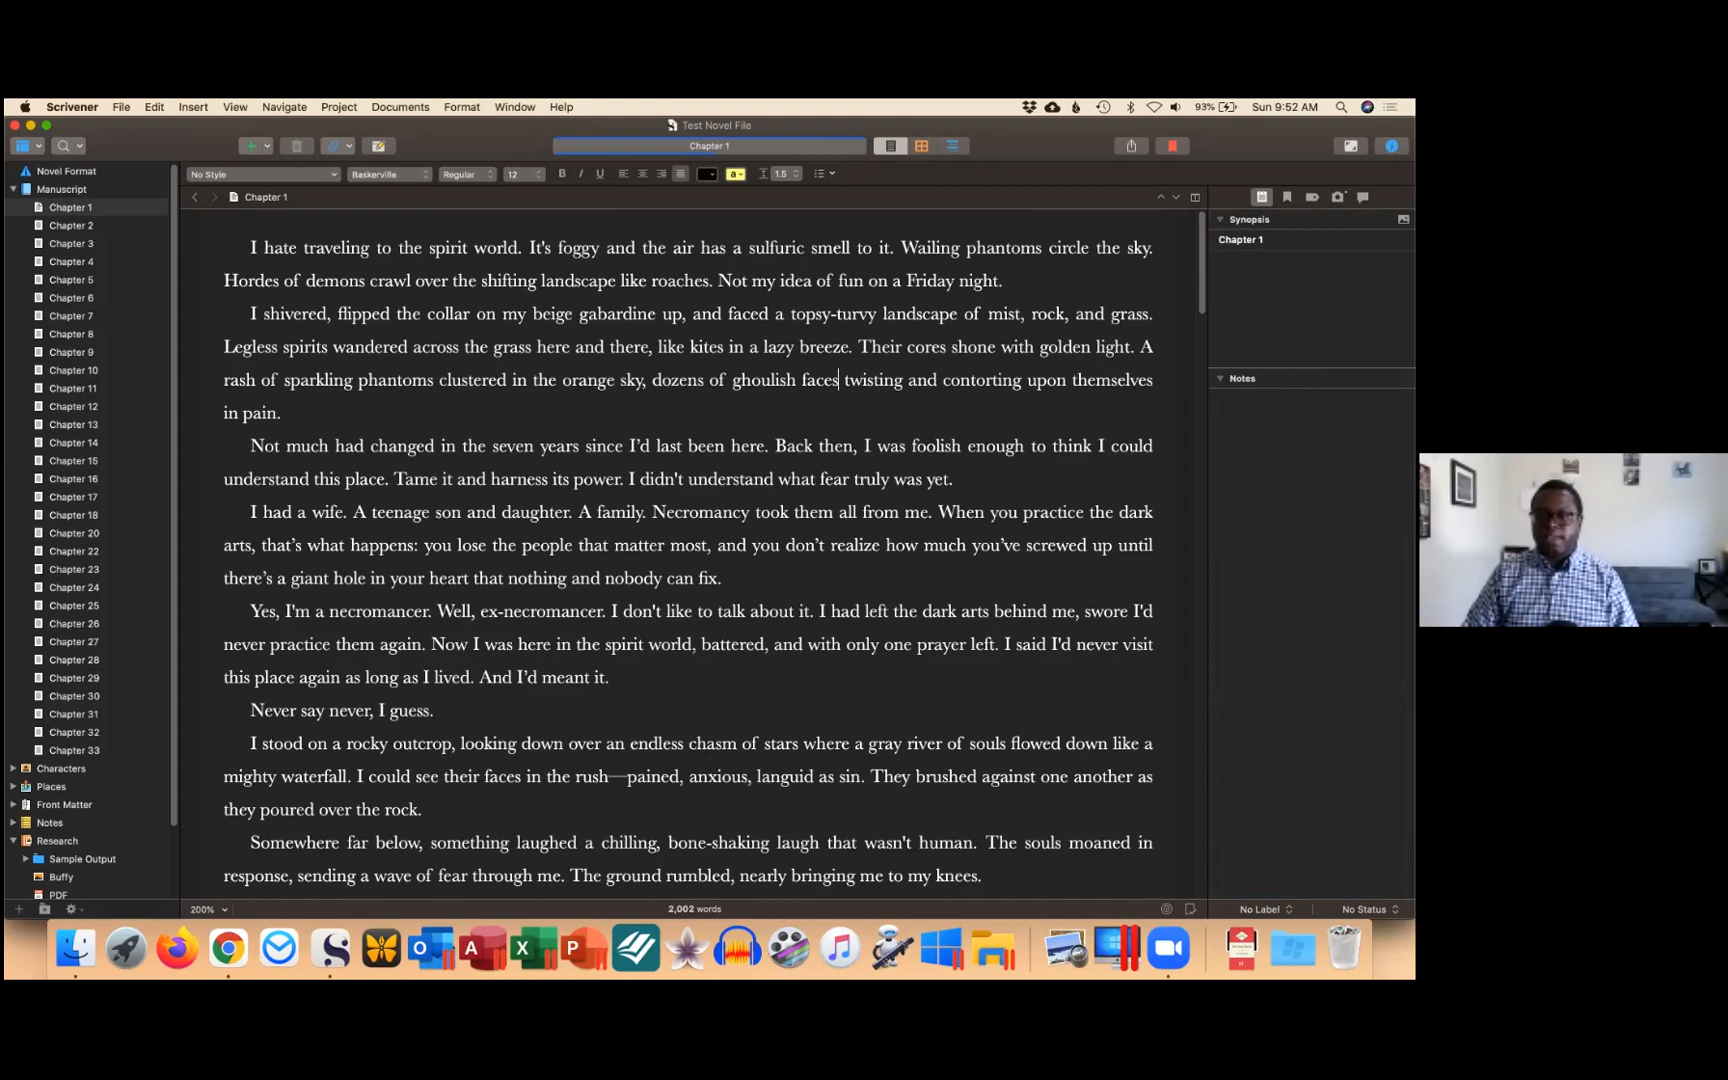 Scrivener File Edit Insert View Navigate Project Documents Format Window Help 93% Sun 9:52 AM
Test Novel File
Chapter 1
No Style Baskerville Regular 12 B I U a 1.5
Chapter 1
Novel Format
Manuscript
Chapter 1
Chapter 2
Chapter 3
Chapter 4
Chapter 5
Chapter 6
Chapter 7
Chapter 8
Chapter 9
Chapter 10
Chapter 11
Chapter 12
Chapter 13
Chapter 14
Chapter 15
Chapter 16
Chapter 17
Chapter 18
Chapter 20
Chapter 22
Chapter 23
Chapter 24
Chapter 25
Chapter 26
Chapter 27
Chapter 28
Chapter 29
Chapter 30
Chapter 31
Chapter 32
Chapter 33
Characters
Places
Front Matter
Notes
Research
Sample Output
Buffy
PDF
I hate traveling to the spirit world. It's foggy and the air has a sulfuric smell to it. Wailing phantoms circle the sky.
Hordes of demons crawl over the shifting landscape like roaches. Not my idea of fun on a Friday night.
I shivered, flipped the collar on my beige gabardine up, and faced a topsy-turvy landscape of mist, rock, and grass.
Legless spirits wandered across the grass here and there, like kites in a lazy breeze. Their cores shone with golden light. A
rash of sparkling phantoms clustered in the orange sky, dozens of ghoulish faces twisting and contorting upon themselves
in pain.
Not much had changed in the seven years since I’d last been here. Back then, I was foolish enough to think I could
understand this place. Tame it and harness its power. I didn't understand what fear truly was yet.
I had a wife. A teenage son and daughter. A family. Necromancy took them all from me. When you practice the dark
arts, that’s what happens: you lose the people that matter most, and you don’t realize how much you’ve screwed up until
there’s a giant hole in your heart that nothing and nobody can fix.
Yes, I'm a necromancer. Well, ex-necromancer. I don't like to talk about it. I had left the dark arts behind me, swore I'd
never practice them again. Now I was here in the spirit world, battered, and with only one prayer left. I said I'd never visit
this place again as long as I lived. And I’d meant it.
Never say never, I guess.
I stood on a rocky outcrop, looking down over an endless chasm of stars where a gray river of souls flowed down like a
mighty waterfall. I could see their faces in the rush—pained, anxious, languid as sin. They brushed against one another as
they poured over the rock.
Somewhere far below, something laughed a chilling, bone-shaking laugh that wasn't human. The souls moaned in
response, sending a wave of fear through me. The ground rumbled, nearly bringing me to my knees.
Synopsis
Chapter 1
Notes
200% 2,002 words No Label No Status